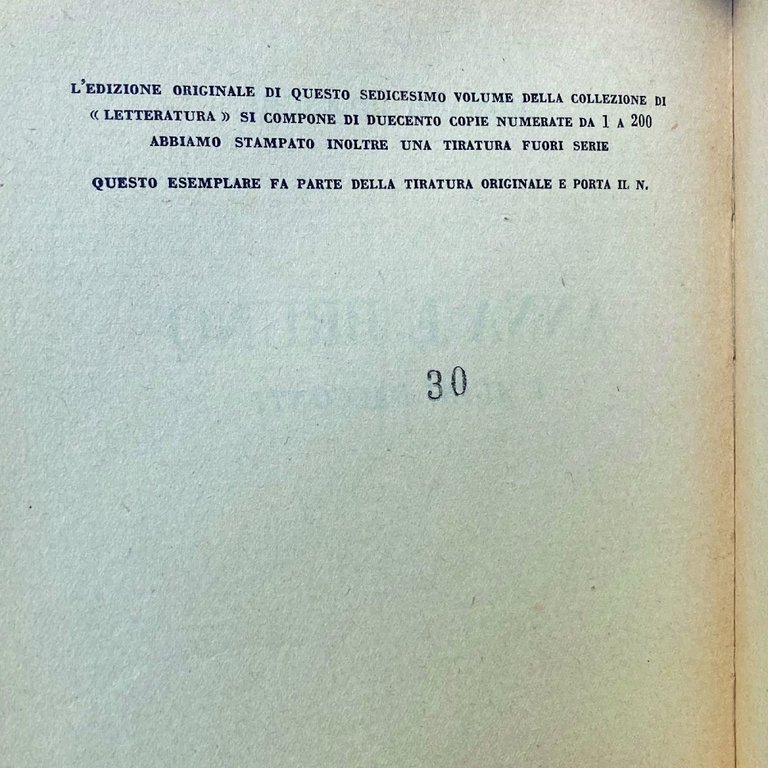 L'EDIZIONE ORIGINALE DI QUESTO SEDICESIMO VOLUME DELLA COLLEZIONE DI
« LETTERATURA » SI COMPONE DI DUECENTO COPIE NUMERATE DA 1 A 200
ABBIAMO STAMPATO INOLTRE UNA TIRATURA FUORI SERIE
QUESTO ESEMPLARE FA PARTE DELLA TIRATURA ORIGINALE E PORTA IL N.
30